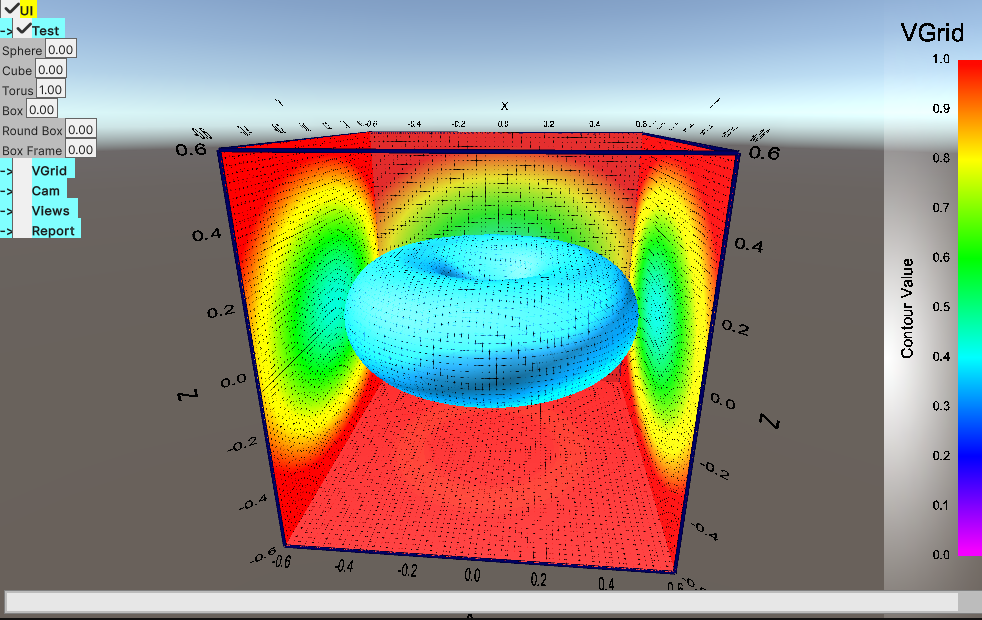 UI
-> Test
Sphere 0.00
Cube 0.00
Torus 1.00
Box 0.00
Round Box 0.00
Box Frame 0.00
-> VGrid
-> Cam
-> Views
-> Report
X
-0.6 -0.4 -0.2 0.0 0.2 0.4 0.6
0.6
0.4
0.2
0.0
-0.2
-0.4
-0.6
Z
-0.6 -0.4 -0.2 0.0 0.2 0.4 0.6
0.6
0.4
0.2
0.0
-0.2
-0.4
Z
VGrid
Contour Value
1.0
0.9
0.8
0.7
0.6
0.5
0.4
0.3
0.2
0.1
0.0